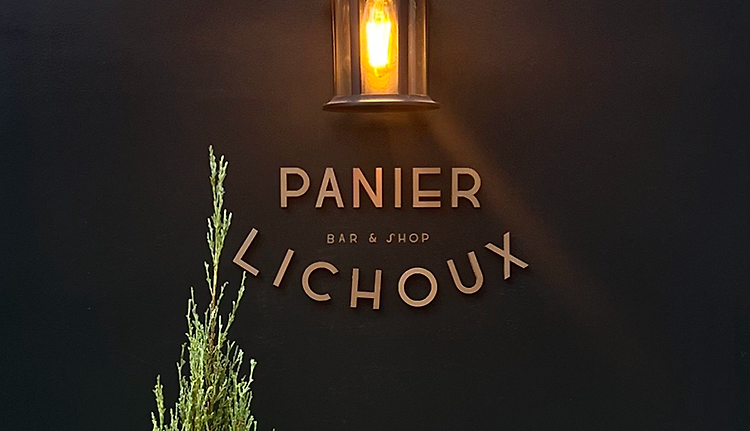 PANIER
BAR & SHOP
LICHOUX